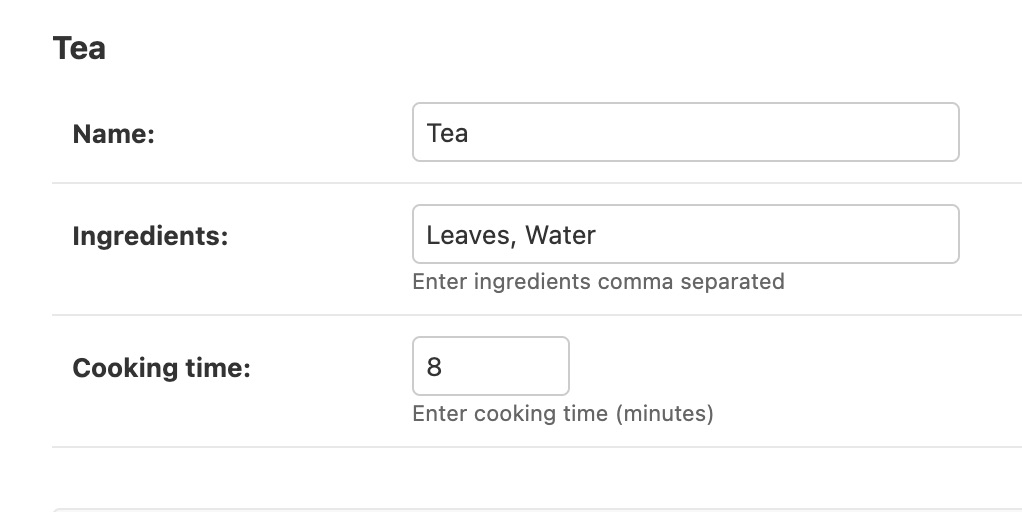 Tea
Name: Tea
Ingredients: Leaves, Water
Enter ingredients comma separated
Cooking time: 8
Enter cooking time (minutes)